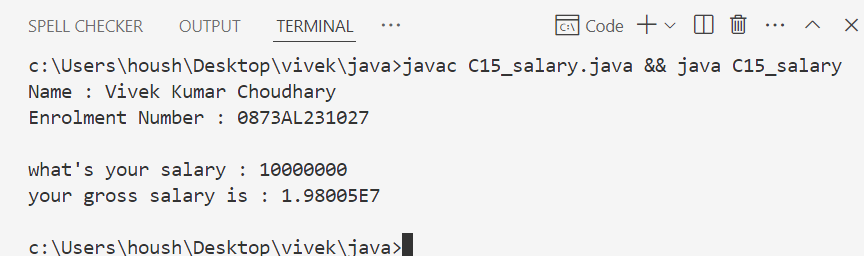 SPELL CHECKER OUTPUT TERMINAL ··· Code ···
c:\Users\housh\Desktop\vivek\java>javac C15_salary.java && java C15_salary
Name : Vivek Kumar Choudhary
Enrolment Number : 0873AL231027
what's your salary : 10000000
your gross salary is : 1.98005E7
c:\Users\housh\Desktop\vivek\java>